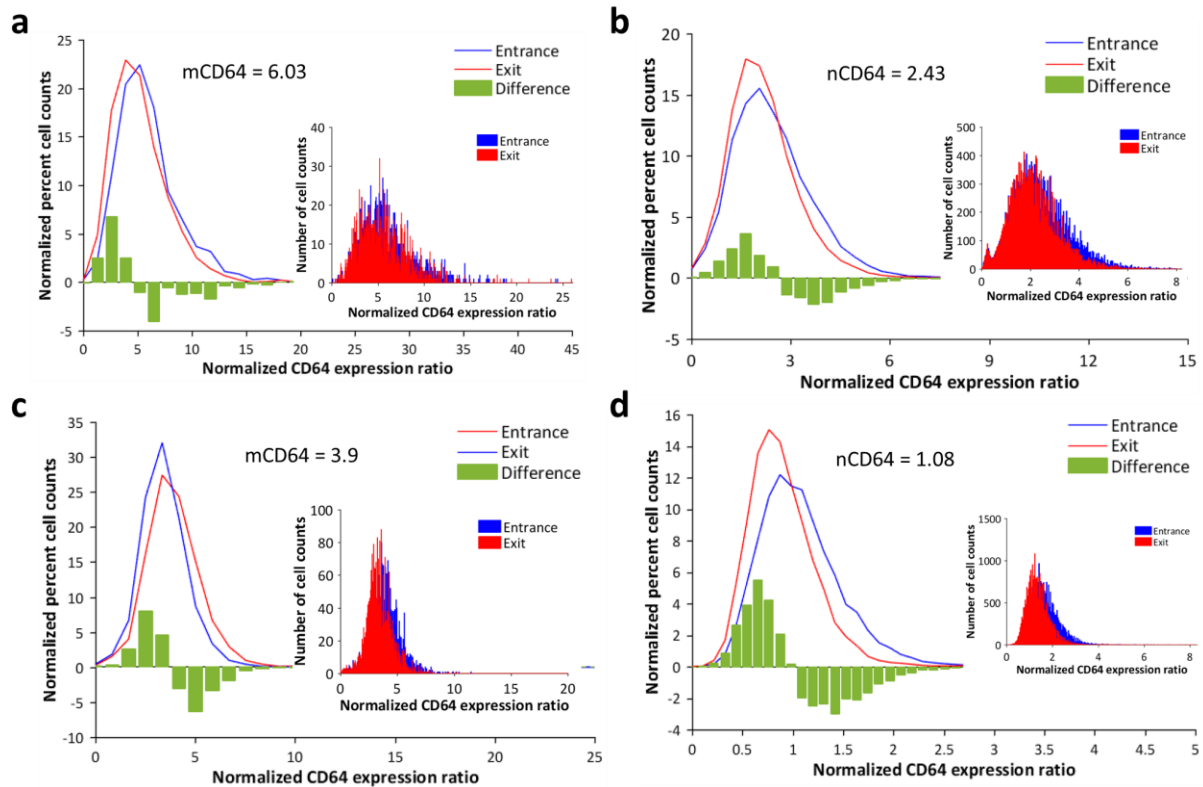 a
25
20
15
10
5
0
-5
Normalized percent cell counts
mCD64 = 6.03
Entrance
Exit
Difference
40
30
20
10
0
Number of cell counts
Entrance
Exit
0 5 10 15 20 25
Normalized CD64 expression ratio
0 5 10 15 20 25 30 35 40 45
Normalized CD64 expression ratio
b
20
15
10
5
0
-5
Normalized percent cell counts
nCD64 = 2.43
Entrance
Exit
Difference
500
400
300
200
100
0
Number of cell counts
Entrance
Exit
0 2 4 6 8
Normalized CD64 expression ratio
0 3 6 9 12 15
Normalized CD64 expression ratio
c
35
30
25
20
15
10
5
0
-5
-10
Normalized percent cell counts
mCD64 = 3.9
Entrance
Exit
Difference
100
80
60
40
20
0
Number of cell counts
Entrance
Exit
0 5 10 15 20
Normalized CD64 expression ratio
0 5 10 15 20 25
Normalized CD64 expression ratio
d
16
14
12
10
8
6
4
2
0
-2
-4
Normalized percent cell counts
nCD64 = 1.08
Entrance
Exit
Difference
1500
1000
500
0
Number of cell counts
Entrance
Exit
0 2 4 6 8
Normalized CD64 expression ratio
0 0.5 1 1.5 2 2.5 3 3.5 4 4.5 5
Normalized CD64 expression ratio